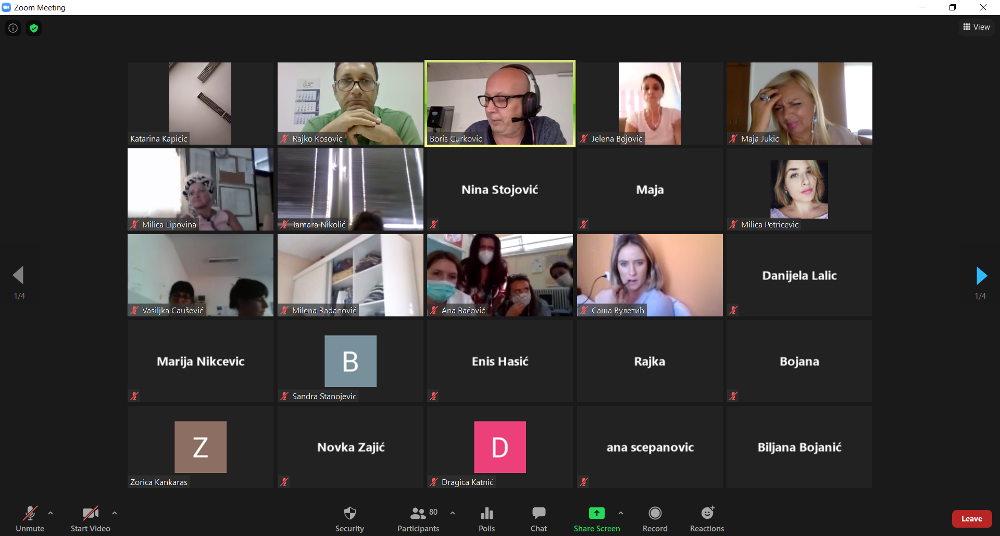 Zoom Meeting
View
Katarina Kapicic
Rajko Kosovic
Boris Curkovic
Jelena Bojovic
Maja Jukic
Milica Lipovina
Tamara Nikolić
Nina Stojović
Maja
Milica Petricevic
Vasiljka Caušević
Milena Radanović
Ana Baćović
Саша Вулетић
Danijela Lalic
1/4
1/4
Marija Nikcevic
B
Sandra Stanojevic
Enis Hasić
Rajka
Bojana
Z
Zorica Kankaras
Novka Zajić
D
Dragica Katnić
ana scepanovic
Biljana Bojanić
Unmute
Start Video
Security
80
Participants
Polls
Chat
Share Screen
Record
Reactions
Leave